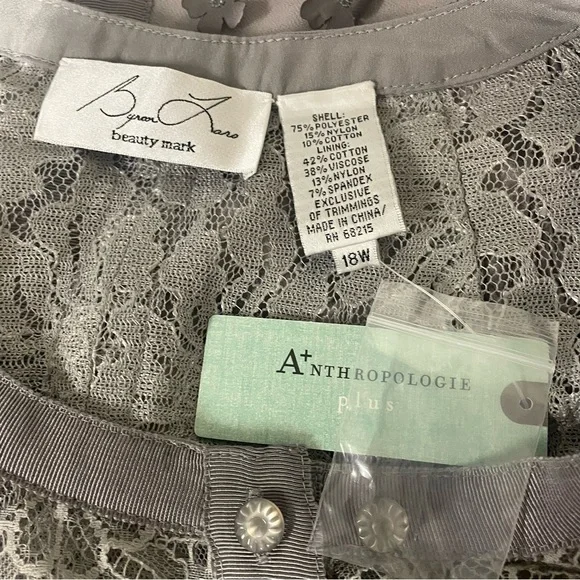 Byron Lars
beauty mark
SHELL:
75% POLYESTER
15% NYLON
10% COTTON
LINING:
42% COTTON
38% VISCOSE
13% NYLON
7% SPANDEX
EXCLUSIVE
OF TRIMMINGS
MADE IN CHINA/
RN 68215
18W
A+NTHROPOLOGIE
plus